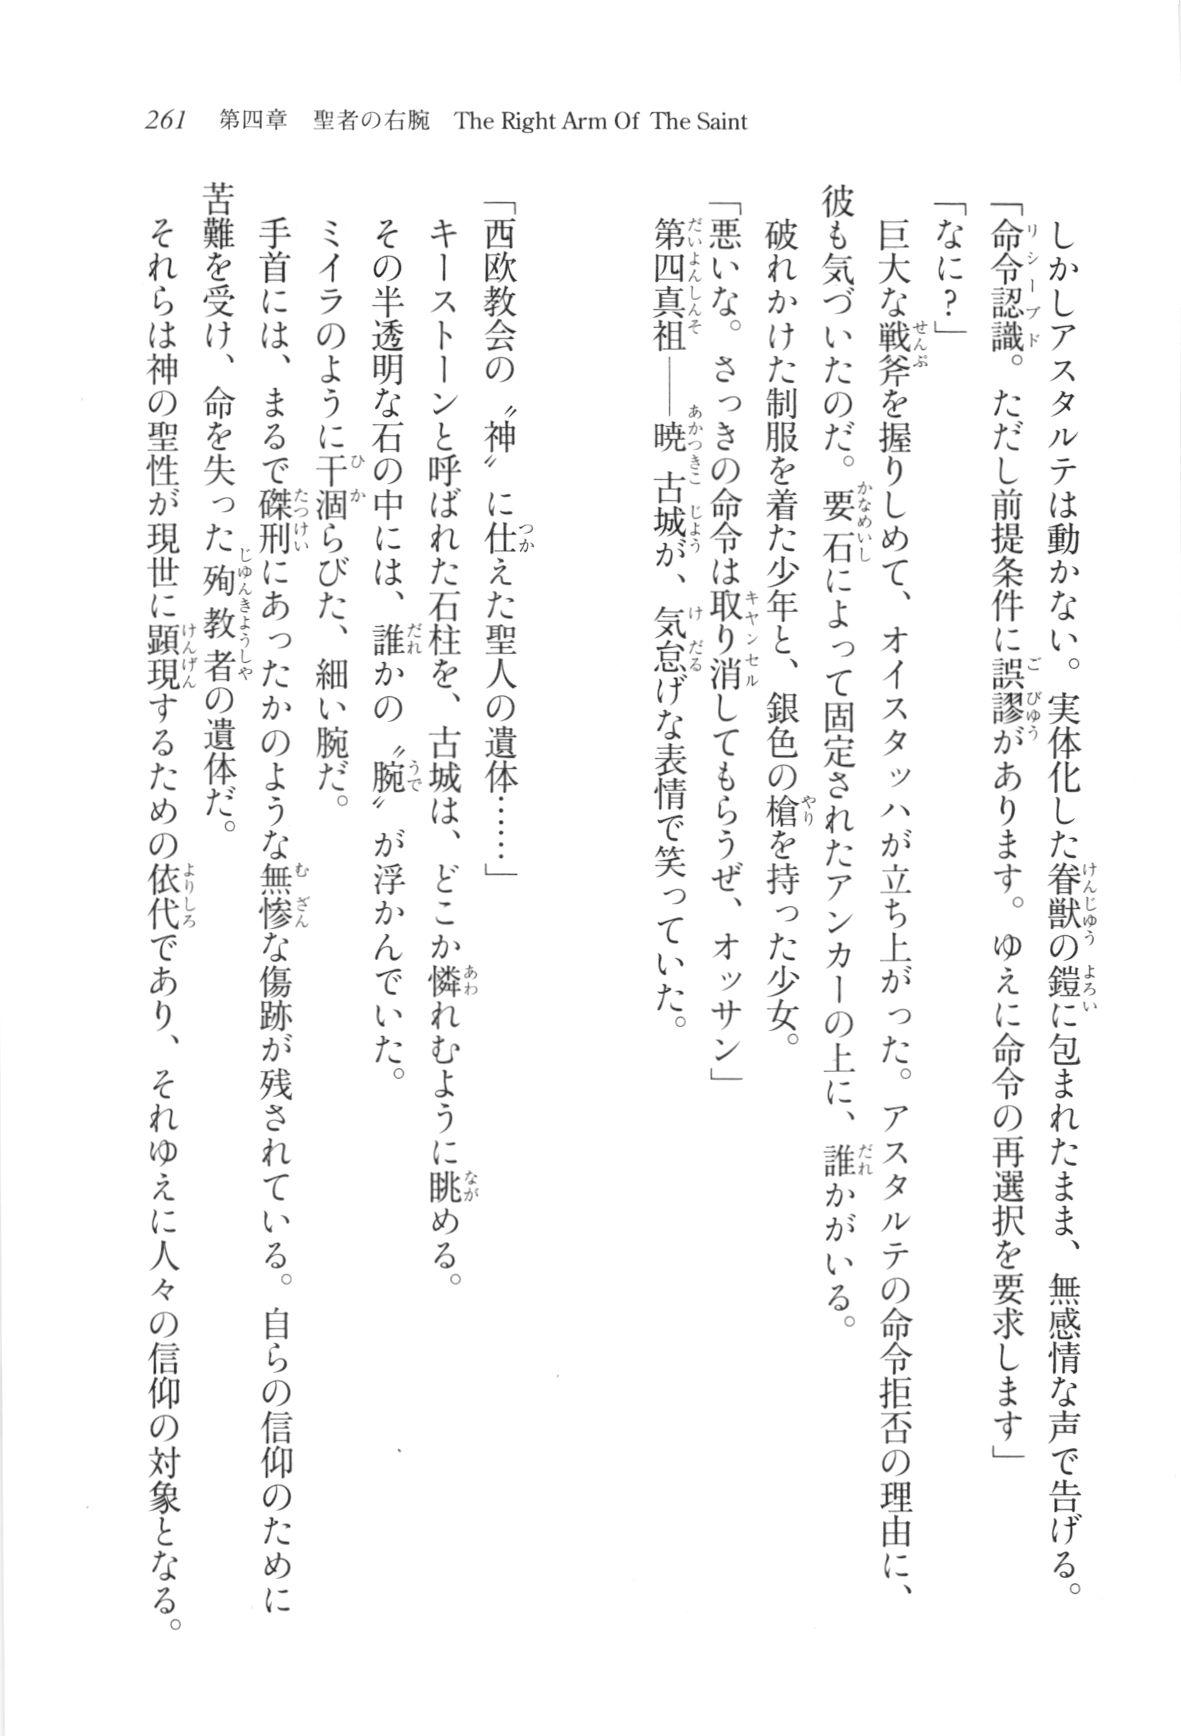 261　第四章　聖者の右腕　The Right Arm Of The Saint
しかしアスタルテは動かない。実体化した眷獣の鎧に包まれたまま、無感情な声で告げる。
「命令認識。ただし前提条件に誤謬があります。ゆえに命令の再選択を要求します」
「なに？」
巨大な戦斧を握りしめて、オイスタッハが立ち上がった。アスタルテの命令拒否の理由に、
彼も気づいたのだ。要石によって固定されたアンカーの上に、誰かがいる。
破れかけた制服を着た少年と、銀色の槍を持った少女。
「悪いな。さっきの命令は取り消してもらうぜ、オッサン」
第四真祖――暁古城が、気怠げな表情で笑っていた。
「西欧教会の〝神〟に仕えた聖人の遺体……」
キーストーンと呼ばれた石柱を、古城は、どこか憐れむように眺める。
その半透明な石の中には、誰かの〝腕〟が浮かんでいた。
ミイラのように干涸らびた、細い腕だ。
手首には、まるで磔刑にあったかのような無惨な傷跡が残されている。自らの信仰のために
苦難を受け、命を失った殉教者の遺体だ。
それらは神の聖性が現世に顕現するための依代であり、それゆえに人々の信仰の対象となる。